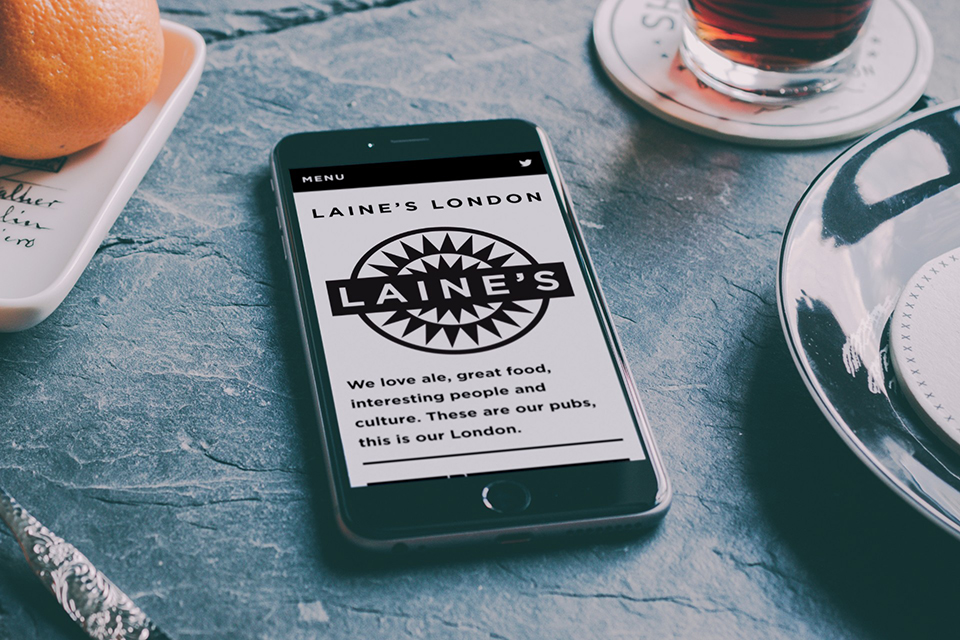 SH
MENU
LAINE'S LONDON
LAINE'S
We love ale, great food,
interesting people and
culture. These are our pubs,
this is our London.